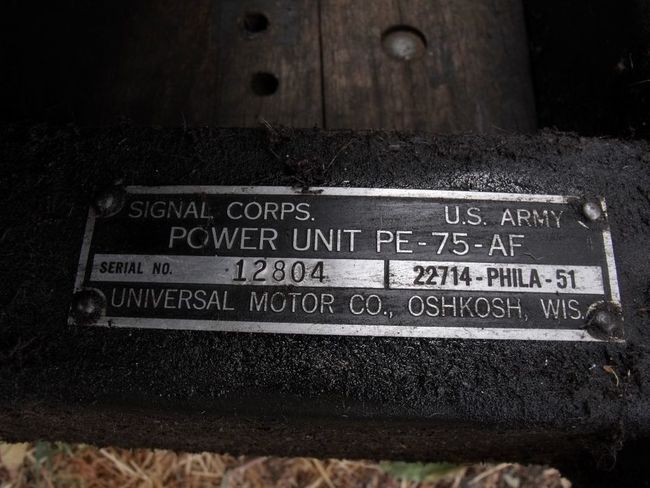 SIGNAL CORPS. U.S. ARMY
POWER UNIT PE-75-AF
SERIAL NO. 12804 22714-PHILA-51
UNIVERSAL MOTOR CO., OSHKOSH, WIS.